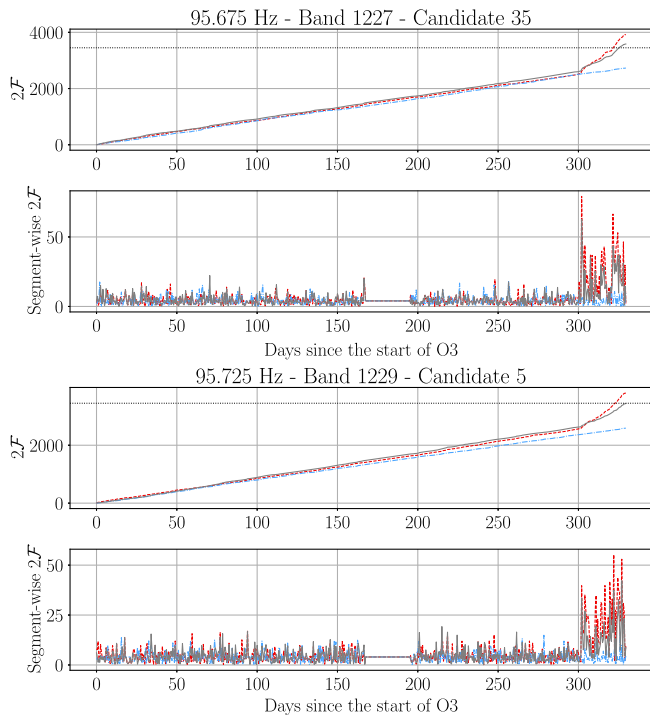 95.675 Hz - Band 1227 - Candidate 35
4000
2000
0
2ℱ
0 50 100 150 200 250 300
50
0
Segment-wise 2ℱ
0 50 100 150 200 250 300
Days since the start of O3
95.725 Hz - Band 1229 - Candidate 5
2000
0
2ℱ
0 50 100 150 200 250 300
50
25
0
Segment-wise 2ℱ
0 50 100 150 200 250 300
Days since the start of O3